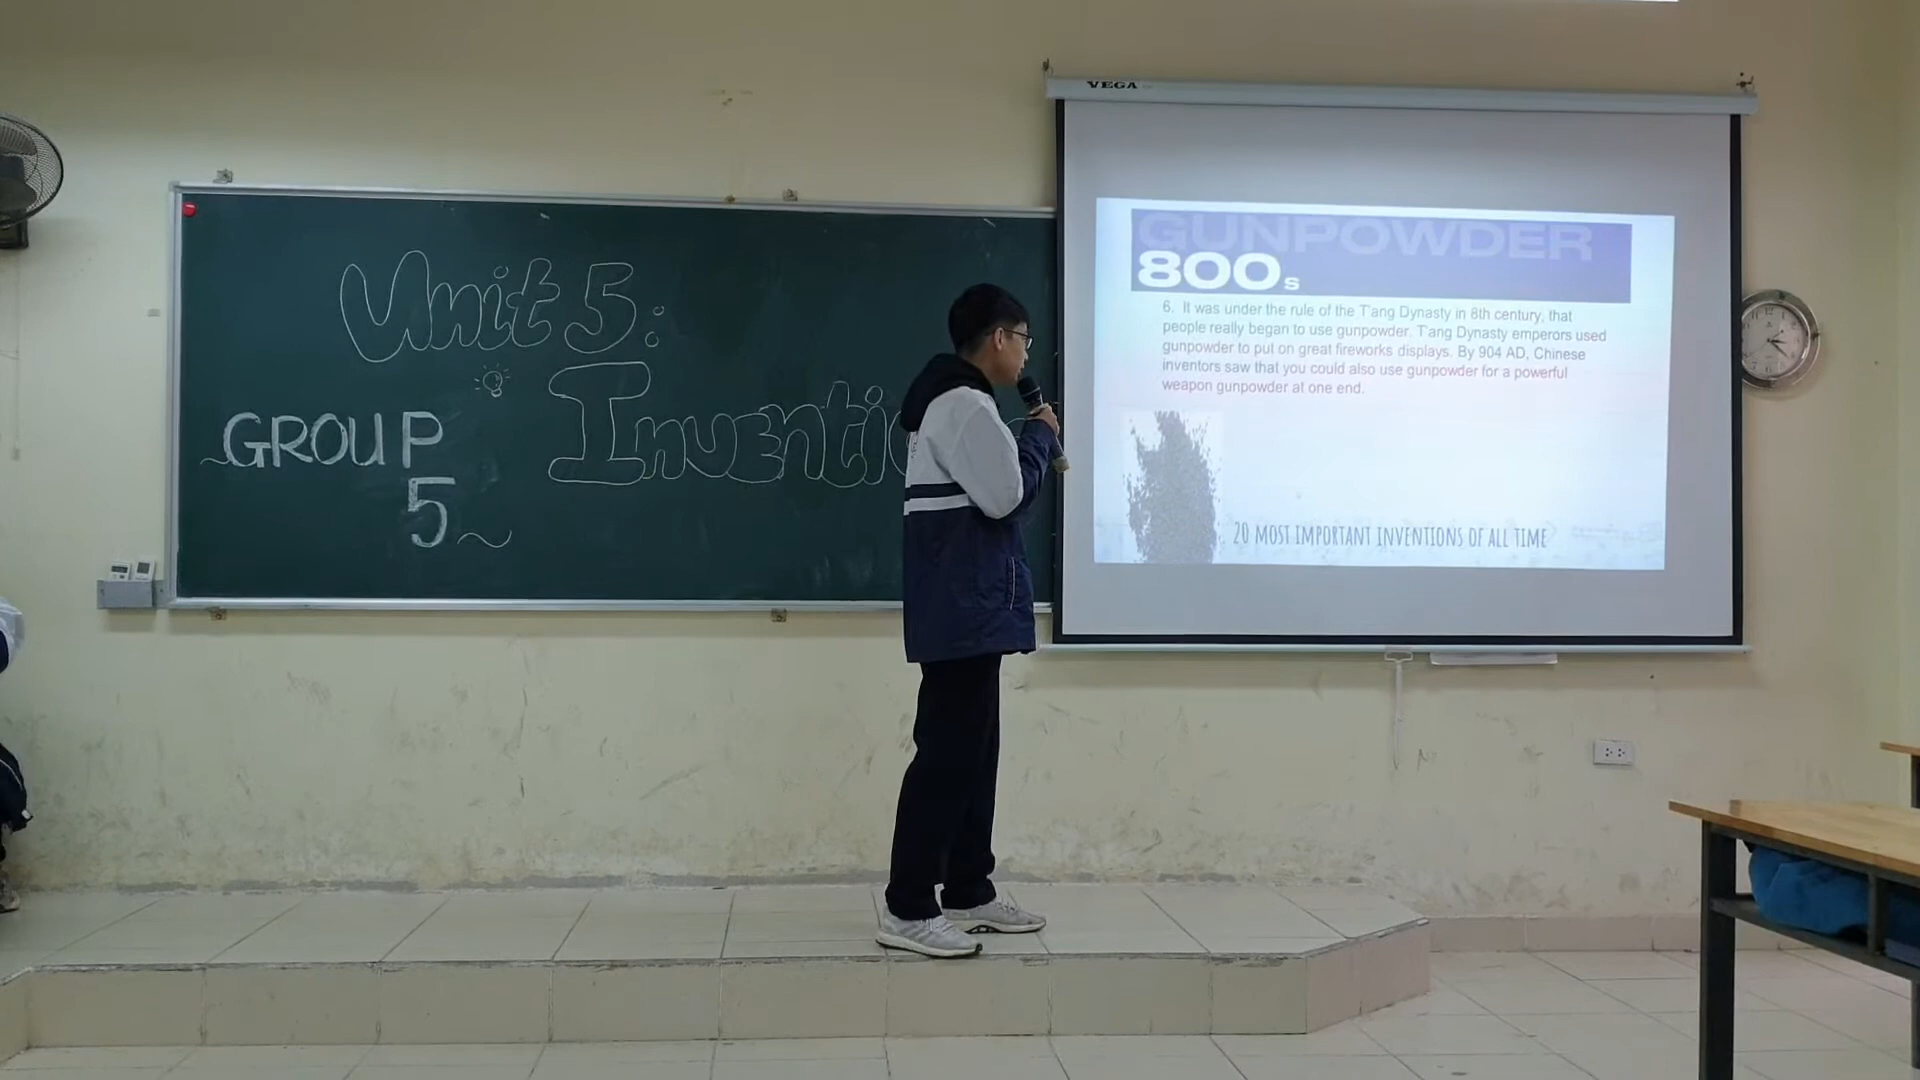 Unit 5:
Inventi
GROUP
5
VEGA
GUNPOWDER
800s
6. It was under the rule of the T'ang Dynasty in 8th century, that
people really began to use gunpowder. T'ang Dynasty emperors used
gunpowder to put on great fireworks displays. By 904 AD, Chinese
inventors saw that you could also use gunpowder for a powerful
weapon gunpowder at one end.
20 MOST IMPORTANT INVENTIONS OF ALL TIME